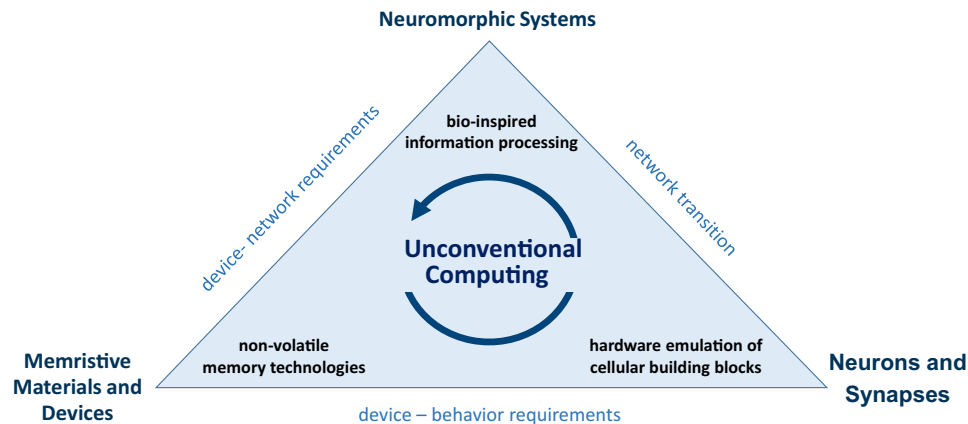 Neuromorphic Systems
bio-inspired
information processing
device- network requirements
network transition
Unconventional
Computing
non-volatile
memory technologies
hardware emulation of
cellular building blocks
Memristive
Materials and
Devices
Neurons and
Synapses
device – behavior requirements